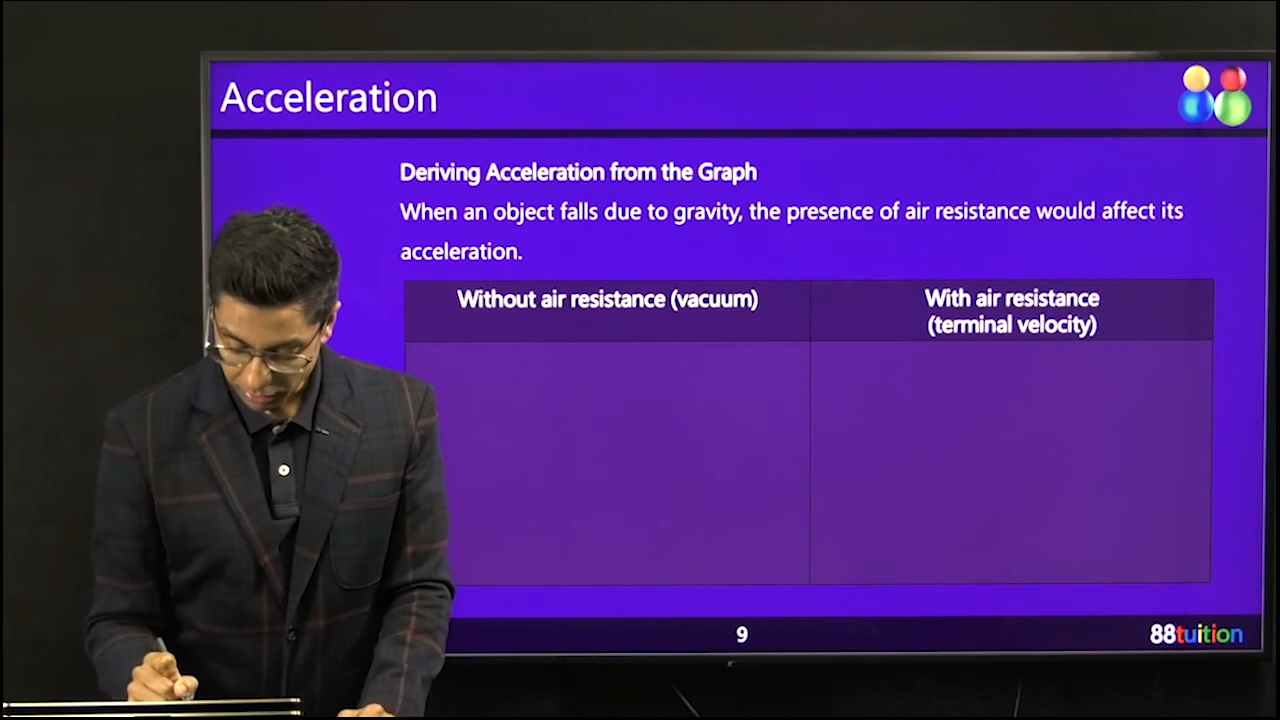 Acceleration
Deriving Acceleration from the Graph
When an object falls due to gravity, the presence of air resistance would affect its
acceleration.
Without air resistance (vacuum)
With air resistance
(terminal velocity)
9
88tuition